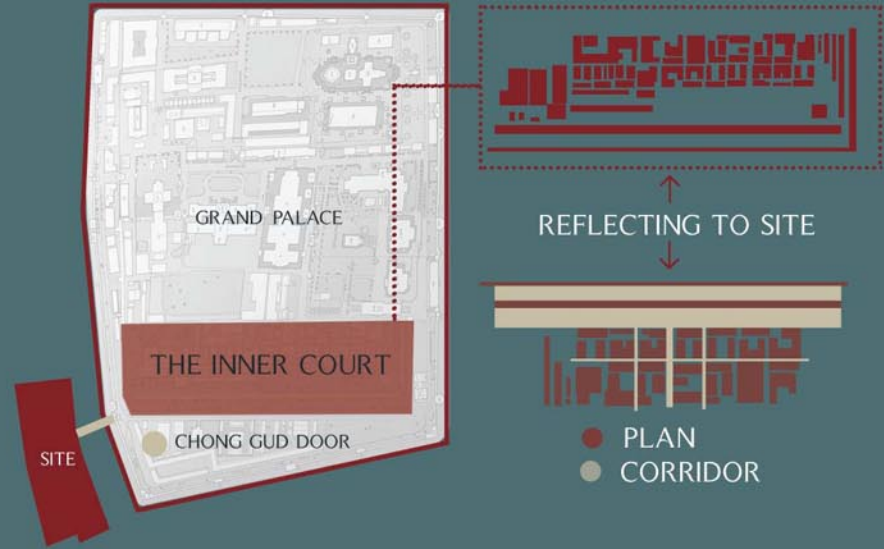 GRAND PALACE
THE INNER COURT
SITE
CHONG GUD DOOR
REFLECTING TO SITE
PLAN
CORRIDOR